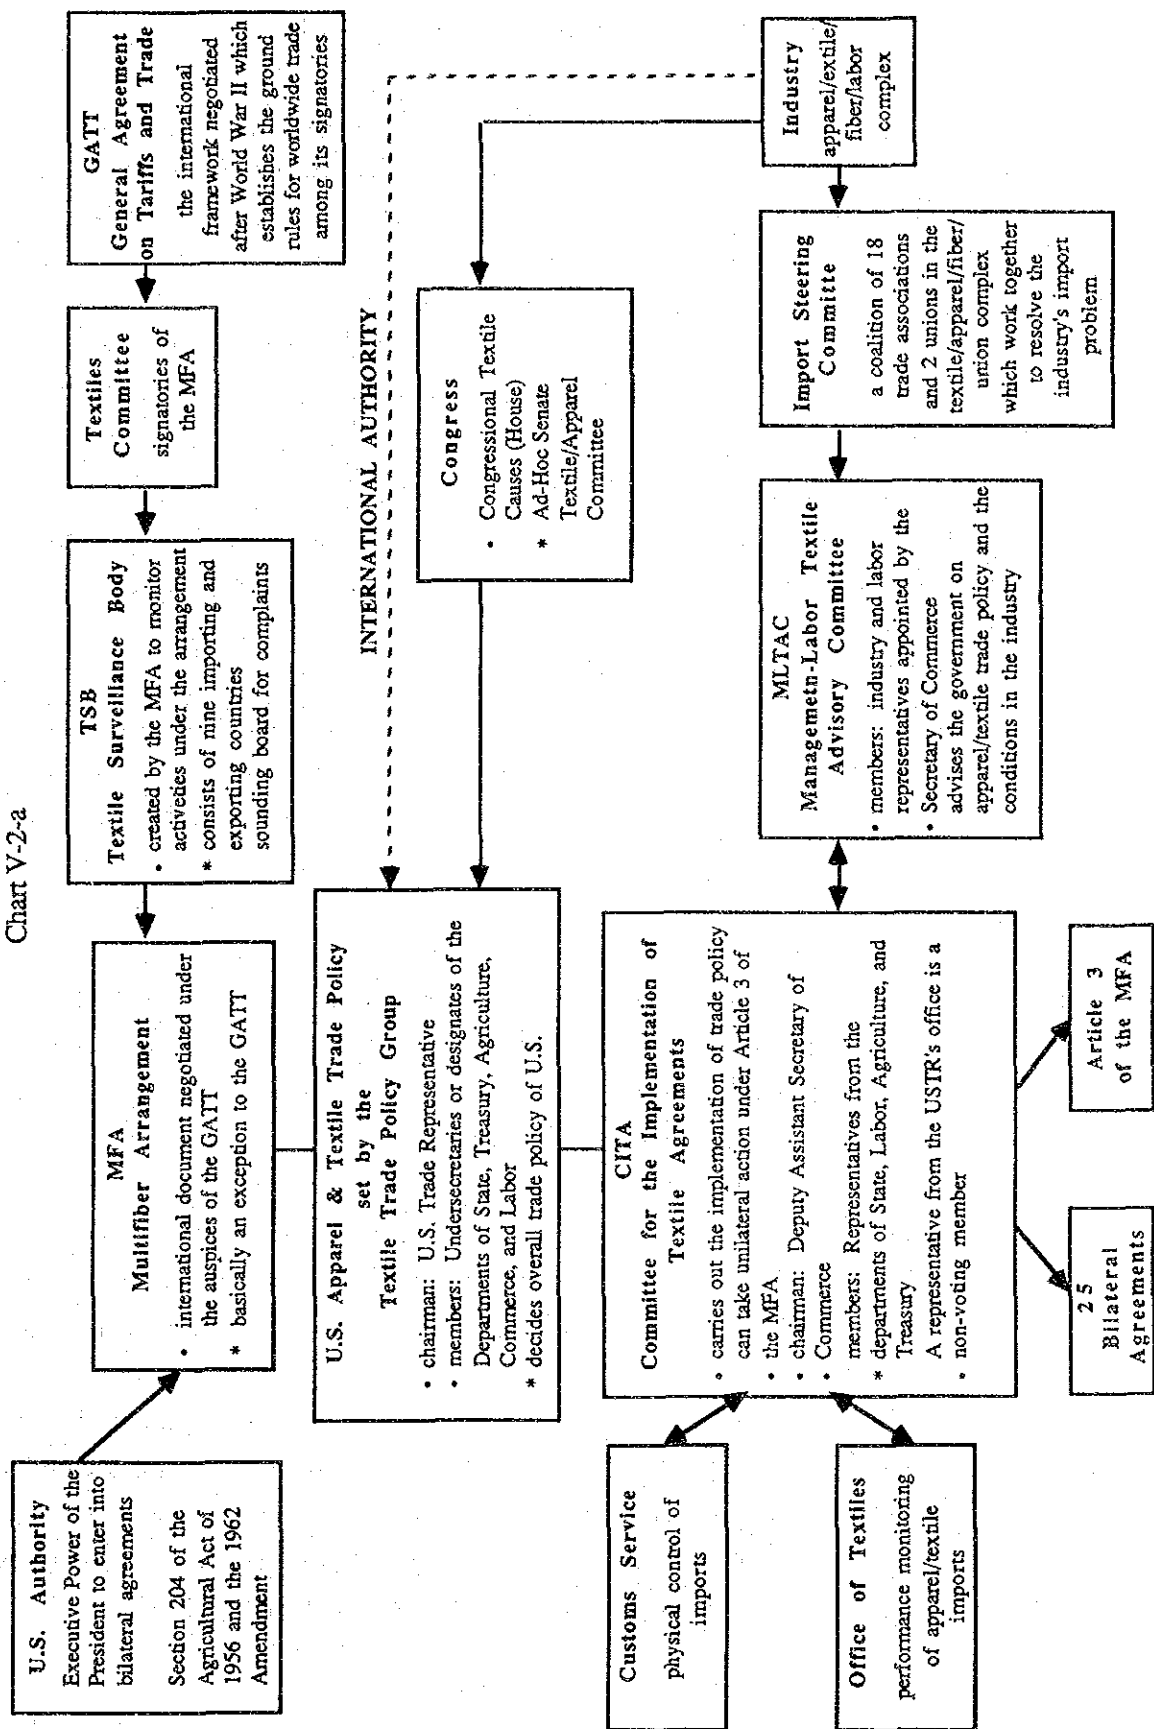 Chart V-2-a
U.S. Authority
Executive Power of the
President to enter into
bilateral agreements
Section 204 of the
Agricultural Act of
1956 and the 1962
Amendment
MFA
Multifiber Arrangement
• international document negotiated under
the auspices of the GATT
* basically an exception to the GATT
TSB
Textile Surveillance Body
• created by the MFA to monitor
activeties under the arrangement
* consists of nine importing and
exporting countries
sounding board for complaints
Textiles
Committee
signatories of
the MFA
GATT
General Agreement
on Tariffs and Trade
the international
framework negotiated
after World War II which
establishes the ground
rules for worldwide trade
among its signatories
INTERNATIONAL AUTHORITY
U.S. Apparel & Textile Trade Policy
set by the
Textile Trade Policy Group
• chairman: U.S. Trade Representative
• members: Undersecretaries or designates of the
Departments of State, Treasury, Agriculture,
Commerce, and Labor
* decides overall trade policy of U.S.
Congress
• Congressional Textile
Causes (House)
* Ad-Hoc Senate
Textile/Apparel
Committee
Customs Service
physical control of
imports
Office of Textiles
performance monitoring
of apparel/textile
imports
CITA
Committee for the Implementation of
Textile Agreements
• carries out the implementation of trade policy
can take unilateral action under Article 3 of
• the MFA
• chairman: Deputy Assistant Secretary of
• Commerce
members: Representatives from the
* departments of State, Labor, Agriculture, and
Treasury
A representative from the USTR's office is a
• non-voting member
MLTAC
Managemetn-Labor Textile
Advisory Committee
• members: industry and labor
representatives appointed by the
• Secretary of Commerce
advises the government on
apparel/textile trade policy and the
conditions in the industry
Import Steering
Committe
a coalition of 18
trade associations
and 2 unions in the
textile/apparel/fiber/
union complex
which work together
to resolve the
industry's import
problem
Industry
apparel/extile/
fiber/labor
complex
25
Bilateral
Agreements
Article 3
of the MFA